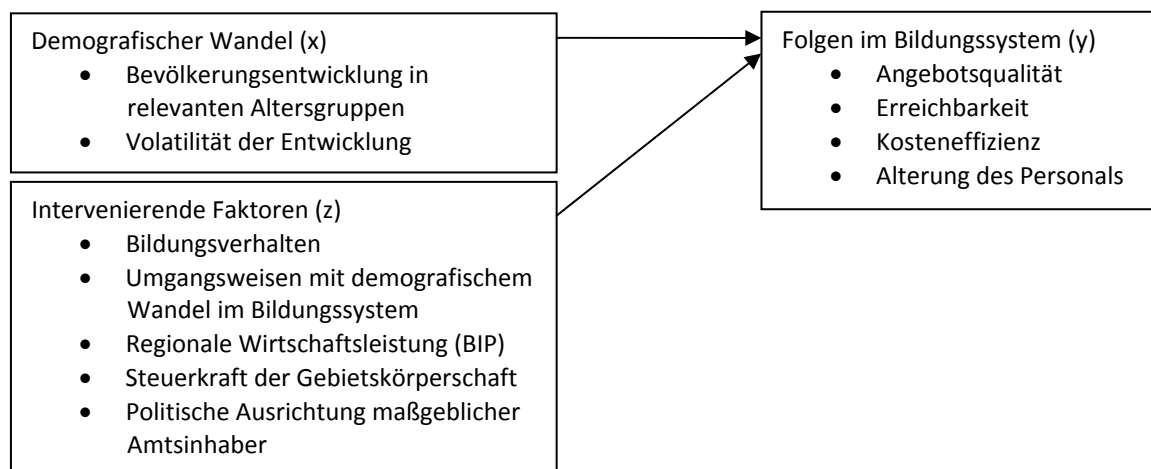 Demografischer Wandel (x)
• Bevölkerungsentwicklung in
relevanten Altersgruppen
• Volatilität der Entwicklung
Intervenierende Faktoren (z)
• Bildungsverhalten
• Umgangsweisen mit demografischem
Wandel im Bildungssystem
• Regionale Wirtschaftsleistung (BIP)
• Steuerkraft der Gebietskörperschaft
• Politische Ausrichtung maßgeblicher
Amtsinhaber
Folgen im Bildungssystem (y)
• Angebotsqualität
• Erreichbarkeit
• Kosteneffizienz
• Alterung des Personals